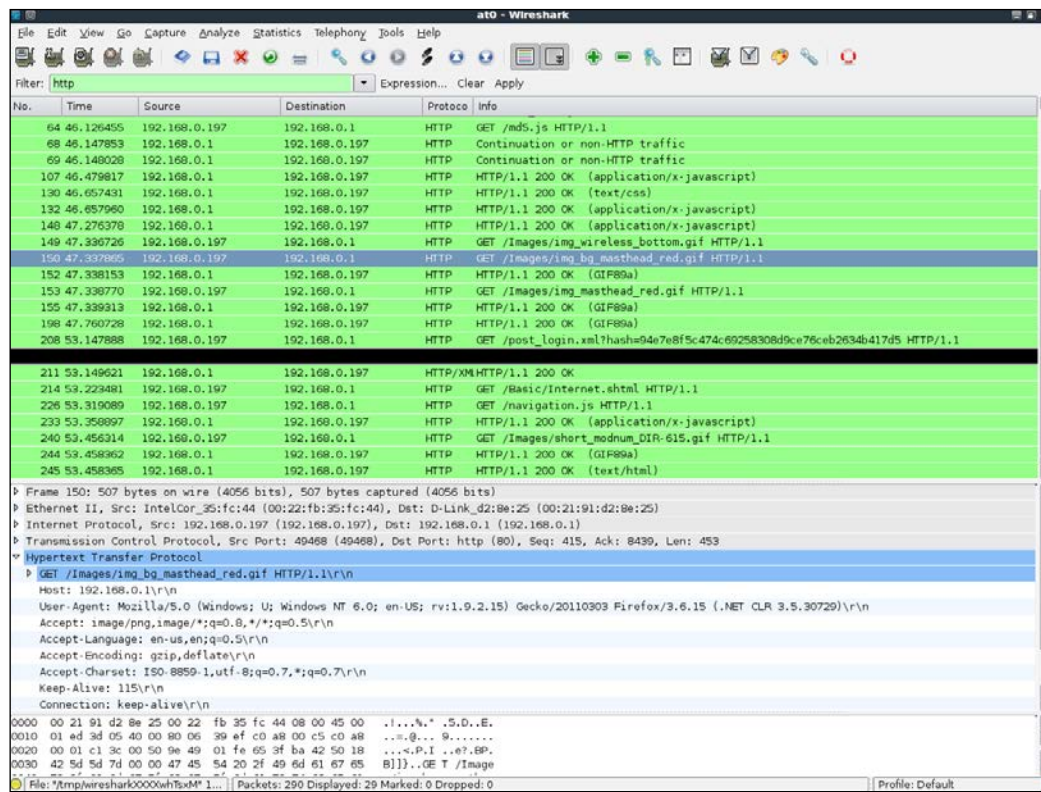 at0 - Wireshark
File Edit View Go Capture Analyze Statistics Telephony Tools Help
Filter: http Expression... Clear Apply
No. Time Source Destination Protoco Info
64 46.126455 192.168.0.197 192.168.0.1 HTTP GET /md5.js HTTP/1.1
68 46.147853 192.168.0.1 192.168.0.197 HTTP Continuation or non-HTTP traffic
69 46.148028 192.168.0.1 192.168.0.197 HTTP Continuation or non-HTTP traffic
107 46.479817 192.168.0.1 192.168.0.197 HTTP HTTP/1.1 200 OK (application/x-javascript)
130 46.657431 192.168.0.1 192.168.0.197 HTTP HTTP/1.1 200 OK (text/css)
132 46.657960 192.168.0.1 192.168.0.197 HTTP HTTP/1.1 200 OK (application/x-javascript)
148 47.276378 192.168.0.1 192.168.0.197 HTTP HTTP/1.1 200 OK (application/x-javascript)
149 47.336726 192.168.0.197 192.168.0.1 HTTP GET /Images/img_wireless_bottom.gif HTTP/1.1
150 47.337865 192.168.0.197 192.168.0.1 HTTP GET /Images/img_bg_masthead_red.gif HTTP/1.1
152 47.338153 192.168.0.1 192.168.0.197 HTTP HTTP/1.1 200 OK (GIF89a)
153 47.338770 192.168.0.197 192.168.0.1 HTTP GET /Images/img_masthead_red.gif HTTP/1.1
155 47.339313 192.168.0.1 192.168.0.197 HTTP HTTP/1.1 200 OK (GIF89a)
198 47.760728 192.168.0.1 192.168.0.197 HTTP HTTP/1.1 200 OK (GIF89a)
208 53.147888 192.168.0.197 192.168.0.1 HTTP GET /post_login.xml?hash=94e7e8f5c474c69258308d9ce76ceb2634b417d5 HTTP/1.1
211 53.149621 192.168.0.1 192.168.0.197 HTTP/XML HTTP/1.1 200 OK
214 53.223481 192.168.0.197 192.168.0.1 HTTP GET /Basic/Internet.shtml HTTP/1.1
226 53.319089 192.168.0.197 192.168.0.1 HTTP GET /navigation.js HTTP/1.1
233 53.358897 192.168.0.1 192.168.0.197 HTTP HTTP/1.1 200 OK (application/x-javascript)
240 53.456314 192.168.0.197 192.168.0.1 HTTP GET /Images/short_modnum_DIR-615.gif HTTP/1.1
244 53.458362 192.168.0.1 192.168.0.197 HTTP HTTP/1.1 200 OK (GIF89a)
245 53.458365 192.168.0.1 192.168.0.197 HTTP HTTP/1.1 200 OK (text/html)
Frame 150: 507 bytes on wire (4056 bits), 507 bytes captured (4056 bits)
Ethernet II, Src: IntelCor_35:fc:44 (00:22:fb:35:fc:44), Dst: D-Link_d2:8e:25 (00:21:91:d2:8e:25)
Internet Protocol, Src: 192.168.0.197 (192.168.0.197), Dst: 192.168.0.1 (192.168.0.1)
Transmission Control Protocol, Src Port: 49468 (49468), Dst Port: http (80), Seq: 415, Ack: 8439, Len: 453
Hypertext Transfer Protocol
GET /Images/img_bg_masthead_red.gif HTTP/1.1\r\n
Host: 192.168.0.1\r\n
User-Agent: Mozilla/5.0 (Windows; U; Windows NT 6.0; en-US; rv:1.9.2.15) Gecko/20110303 Firefox/3.6.15 (.NET CLR 3.5.30729)\r\n
Accept: image/png,image/*;q=0.8,*/*;q=0.5\r\n
Accept-Language: en-us,en;q=0.5\r\n
Accept-Encoding: gzip,deflate\r\n
Accept-Charset: ISO-8859-1,utf-8;q=0.7,*;q=0.7\r\n
Keep-Alive: 115\r\n
Connection: keep-alive\r\n
0000 00 21 91 d2 8e 25 00 22 fb 35 fc 44 08 00 45 00 .!...%." .5.D..E.
0010 01 ed 3d 05 40 00 80 06 39 ef c0 a8 00 c5 c0 a8 ..=.@... 9.......
0020 00 01 c1 3c 00 50 9e 49 01 fe 65 3f ba 42 50 18 ...<.P.I ..e?.BP.
0030 42 5d 5d 7d 00 00 47 45 54 20 2f 49 6d 61 67 65 B]]}..GE T /Image
File: "/tmp/wiresharkXXXXwhTsxM" 1... Packets: 290 Displayed: 29 Marked: 0 Dropped: 0 Profile: Default